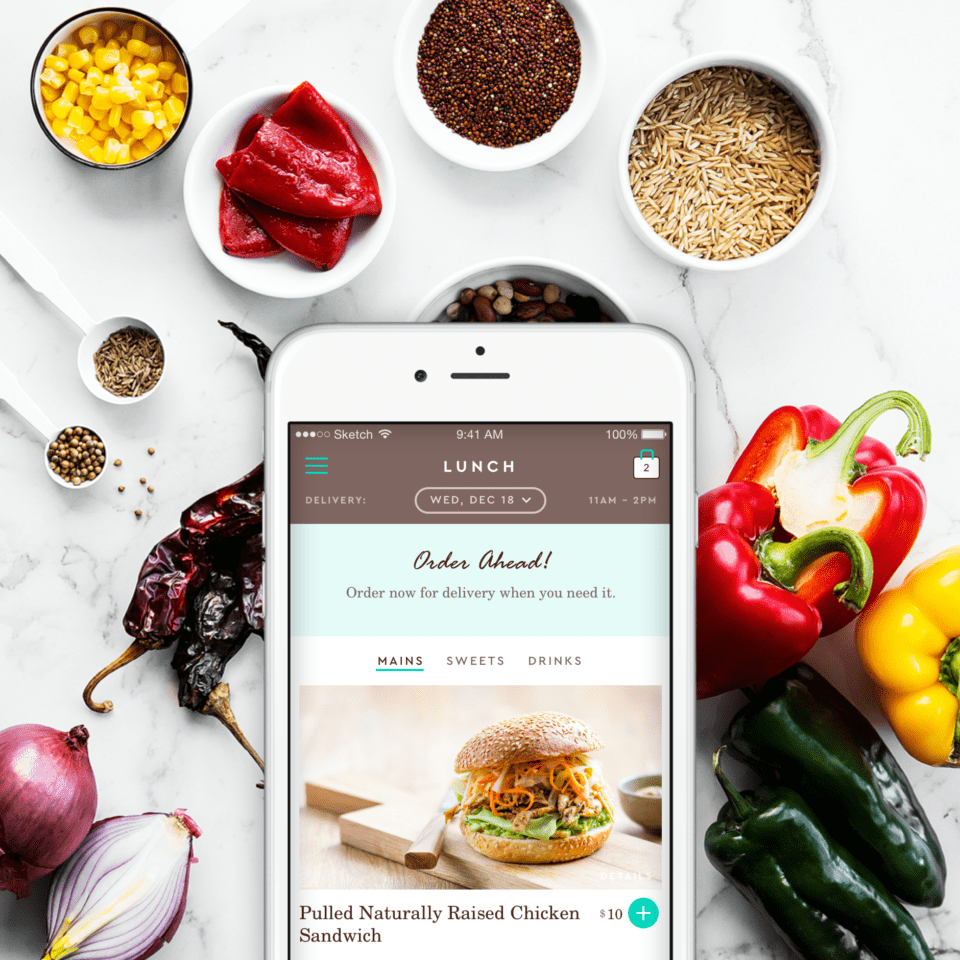 ●●●○○ Sketch 9:41 AM 100%
LUNCH 2
DELIVERY: WED, DEC 18 11AM – 2PM
Order Ahead!
Order now for delivery when you need it.
MAINS SWEETS DRINKS
DETAILS
Pulled Naturally Raised Chicken $10 +
Sandwich